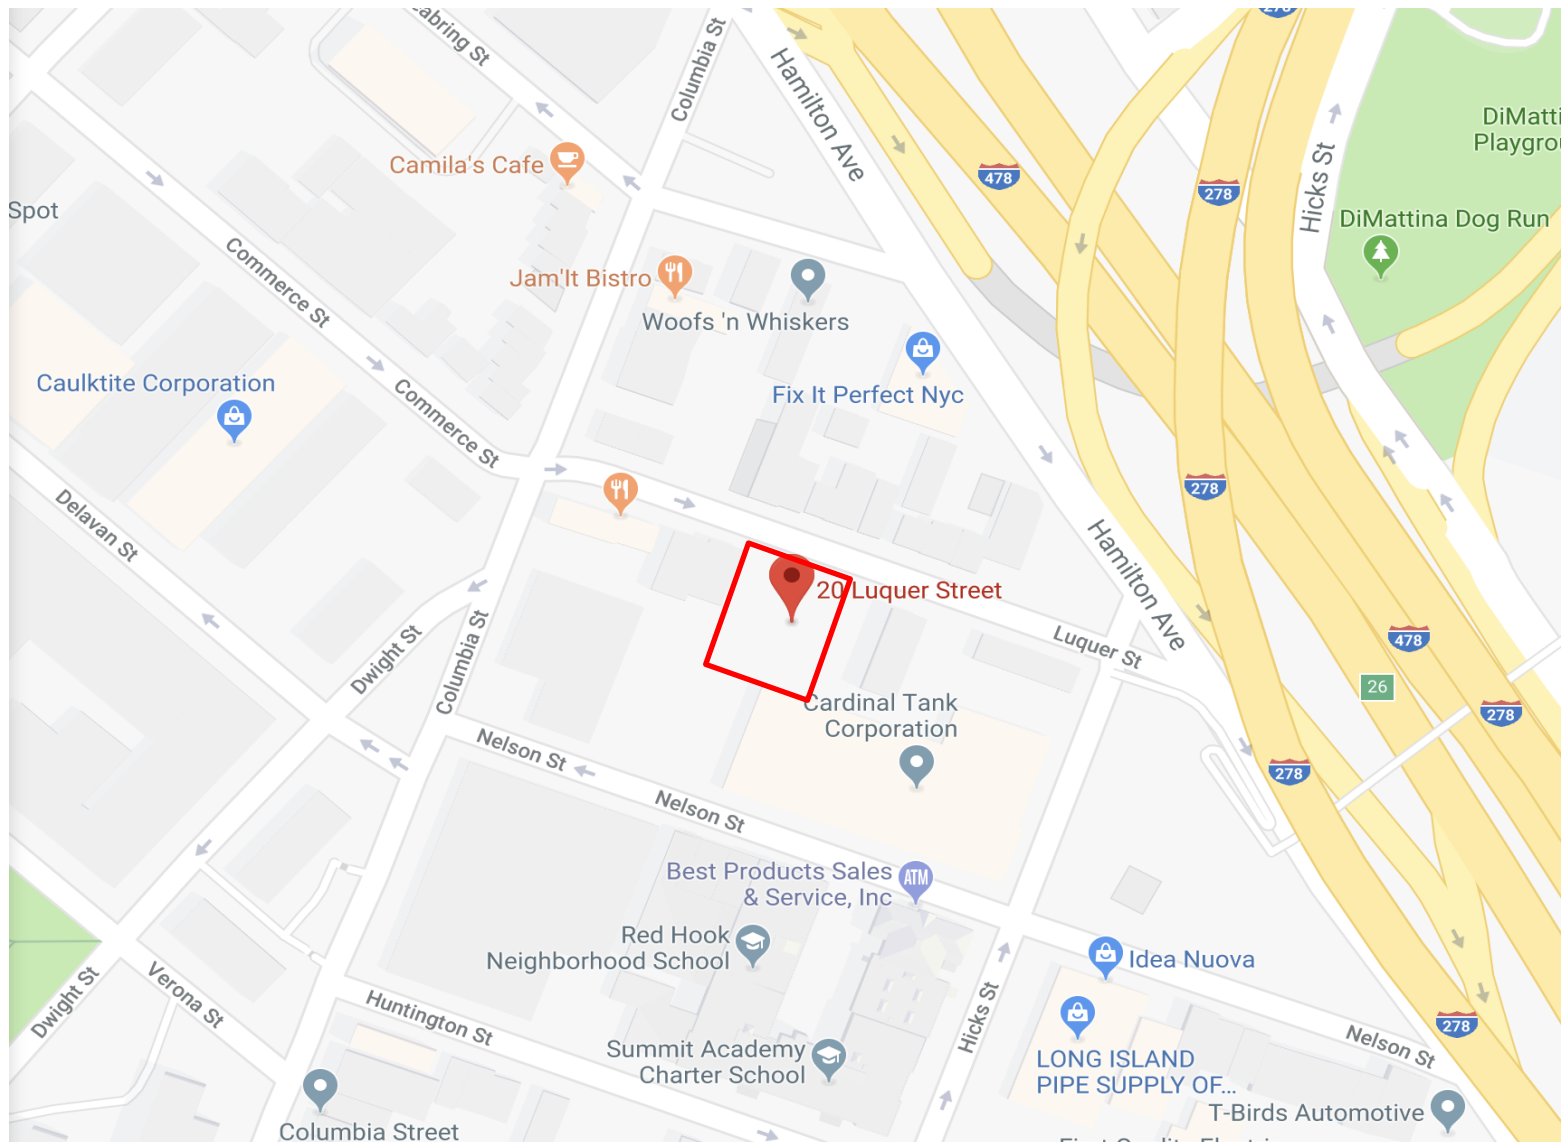 abring St
Columbia St
Hamilton Ave
278
Hicks St
DiMatti
Playgrou
Camila's Cafe
478
278
Spot
DiMattina Dog Run
Commerce St
Jam'It Bistro
Woofs 'n Whiskers
Caulktite Corporation
Fix It Perfect Nyc
Commerce St
Delavan St
278
Hamilton Ave
20 Luquer Street
Luquer St
478
Dwight St
Columbia St
26
278
Cardinal Tank
Corporation
Nelson St
278
Nelson St
Best Products Sales
& Service, Inc
ATM
Red Hook
Neighborhood School
Idea Nuova
Dwight St
Verona St
Huntington St
Hicks St
278
Nelson St
Summit Academy
Charter School
LONG ISLAND
PIPE SUPPLY OF...
T-Birds Automotive
Columbia Street